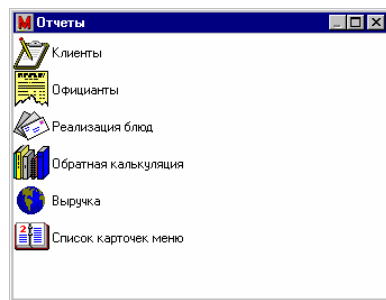 Отчеты
Клиенты
Официанты
Реализация блюд
Обратная калькуляция
Выручка
Список карточек меню